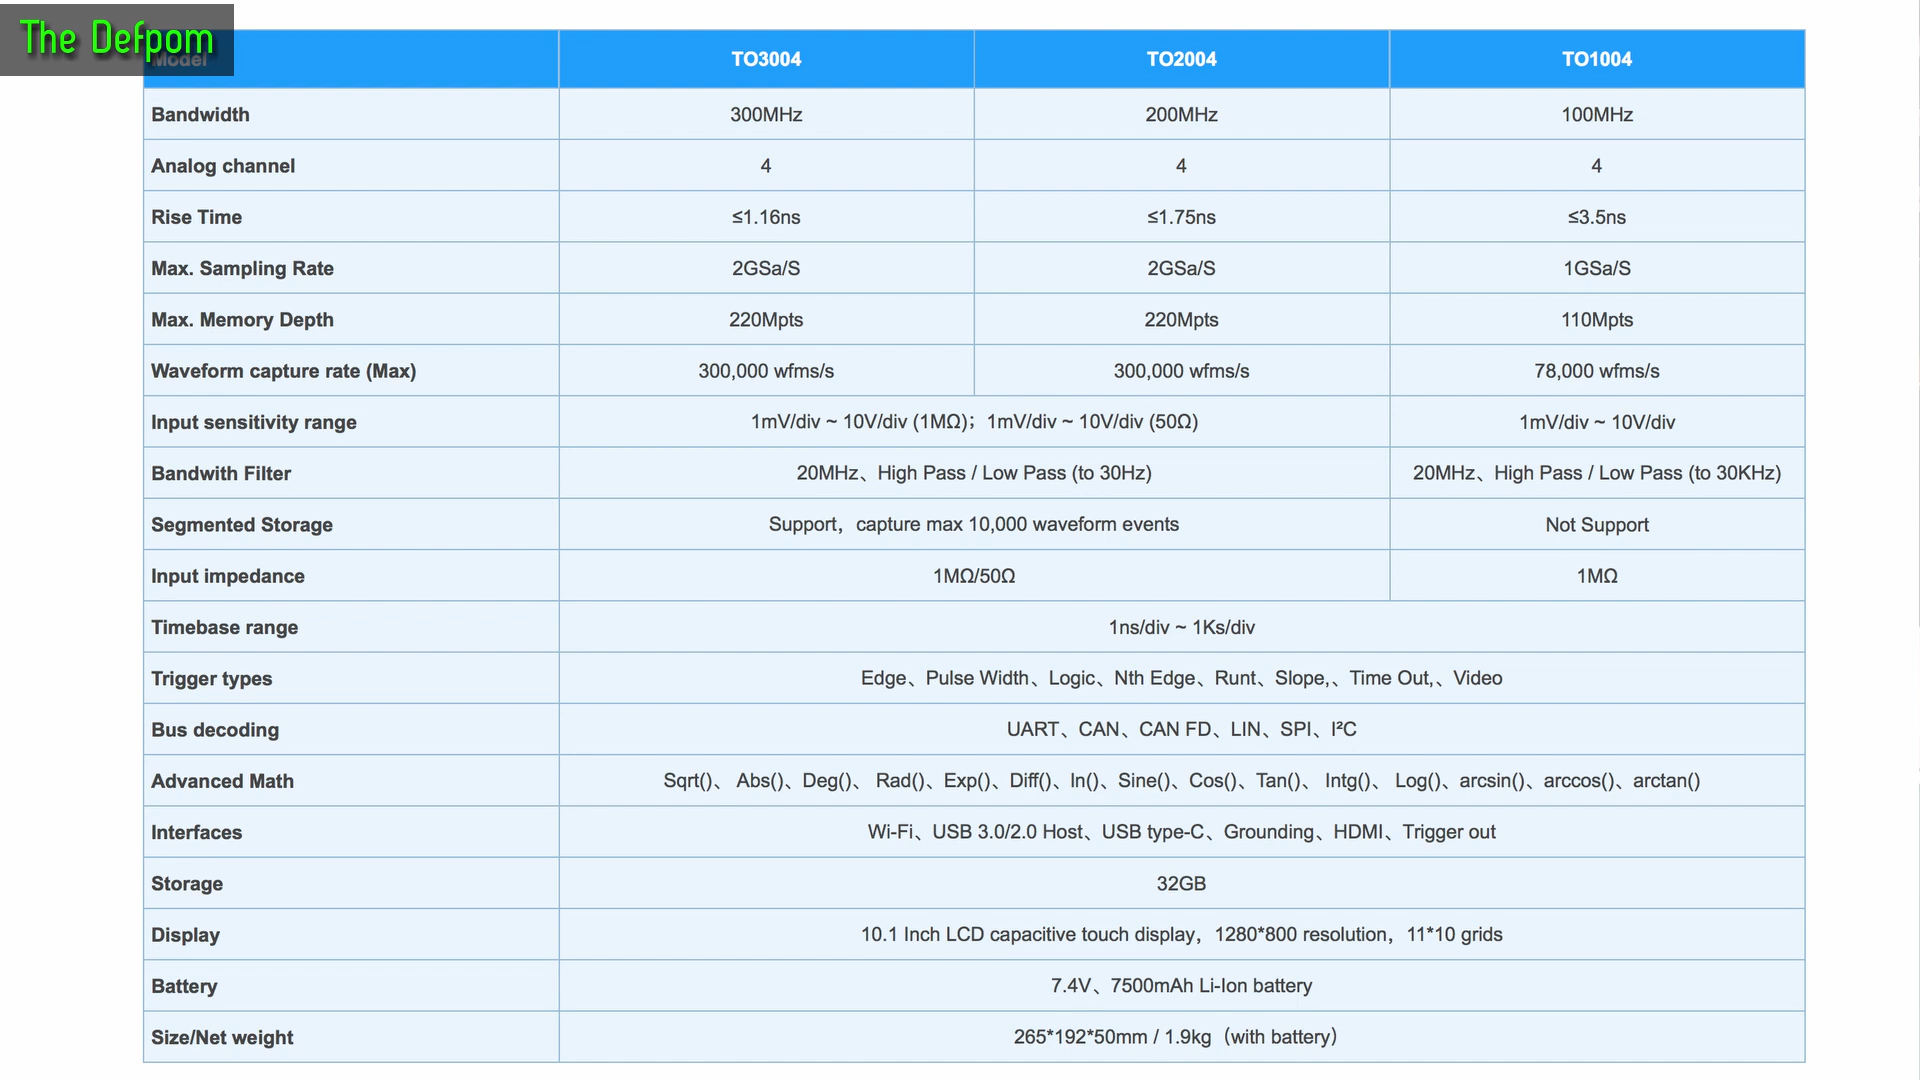 The Defpom
Model TO3004 TO2004 TO1004
Bandwidth 300MHz 200MHz 100MHz
Analog channel 4 4 4
Rise Time ≤1.16ns ≤1.75ns ≤3.5ns
Max. Sampling Rate 2GSa/S 2GSa/S 1GSa/S
Max. Memory Depth 220Mpts 220Mpts 110Mpts
Waveform capture rate (Max) 300,000 wfms/s 300,000 wfms/s 78,000 wfms/s
Input sensitivity range 1mV/div ~ 10V/div (1MΩ)；1mV/div ~ 10V/div (50Ω) 1mV/div ~ 10V/div
Bandwith Filter 20MHz、High Pass / Low Pass (to 30Hz) 20MHz、High Pass / Low Pass (to 30KHz)
Segmented Storage Support，capture max 10,000 waveform events Not Support
Input impedance 1MΩ/50Ω 1MΩ
Timebase range 1ns/div ~ 1Ks/div
Trigger types Edge、Pulse Width、Logic、Nth Edge、Runt、Slope,、Time Out,、Video
Bus decoding UART、CAN、CAN FD、LIN、SPI、I²C
Advanced Math Sqrt()、 Abs()、Deg()、 Rad()、Exp()、Diff()、In()、Sine()、Cos()、Tan()、 Intg()、 Log()、arcsin()、arccos()、arctan()
Interfaces Wi-Fi、USB 3.0/2.0 Host、USB type-C、Grounding、HDMI、Trigger out
Storage 32GB
Display 10.1 Inch LCD capacitive touch display，1280*800 resolution，11*10 grids
Battery 7.4V、7500mAh Li-Ion battery
Size/Net weight 265*192*50mm / 1.9kg（with battery）